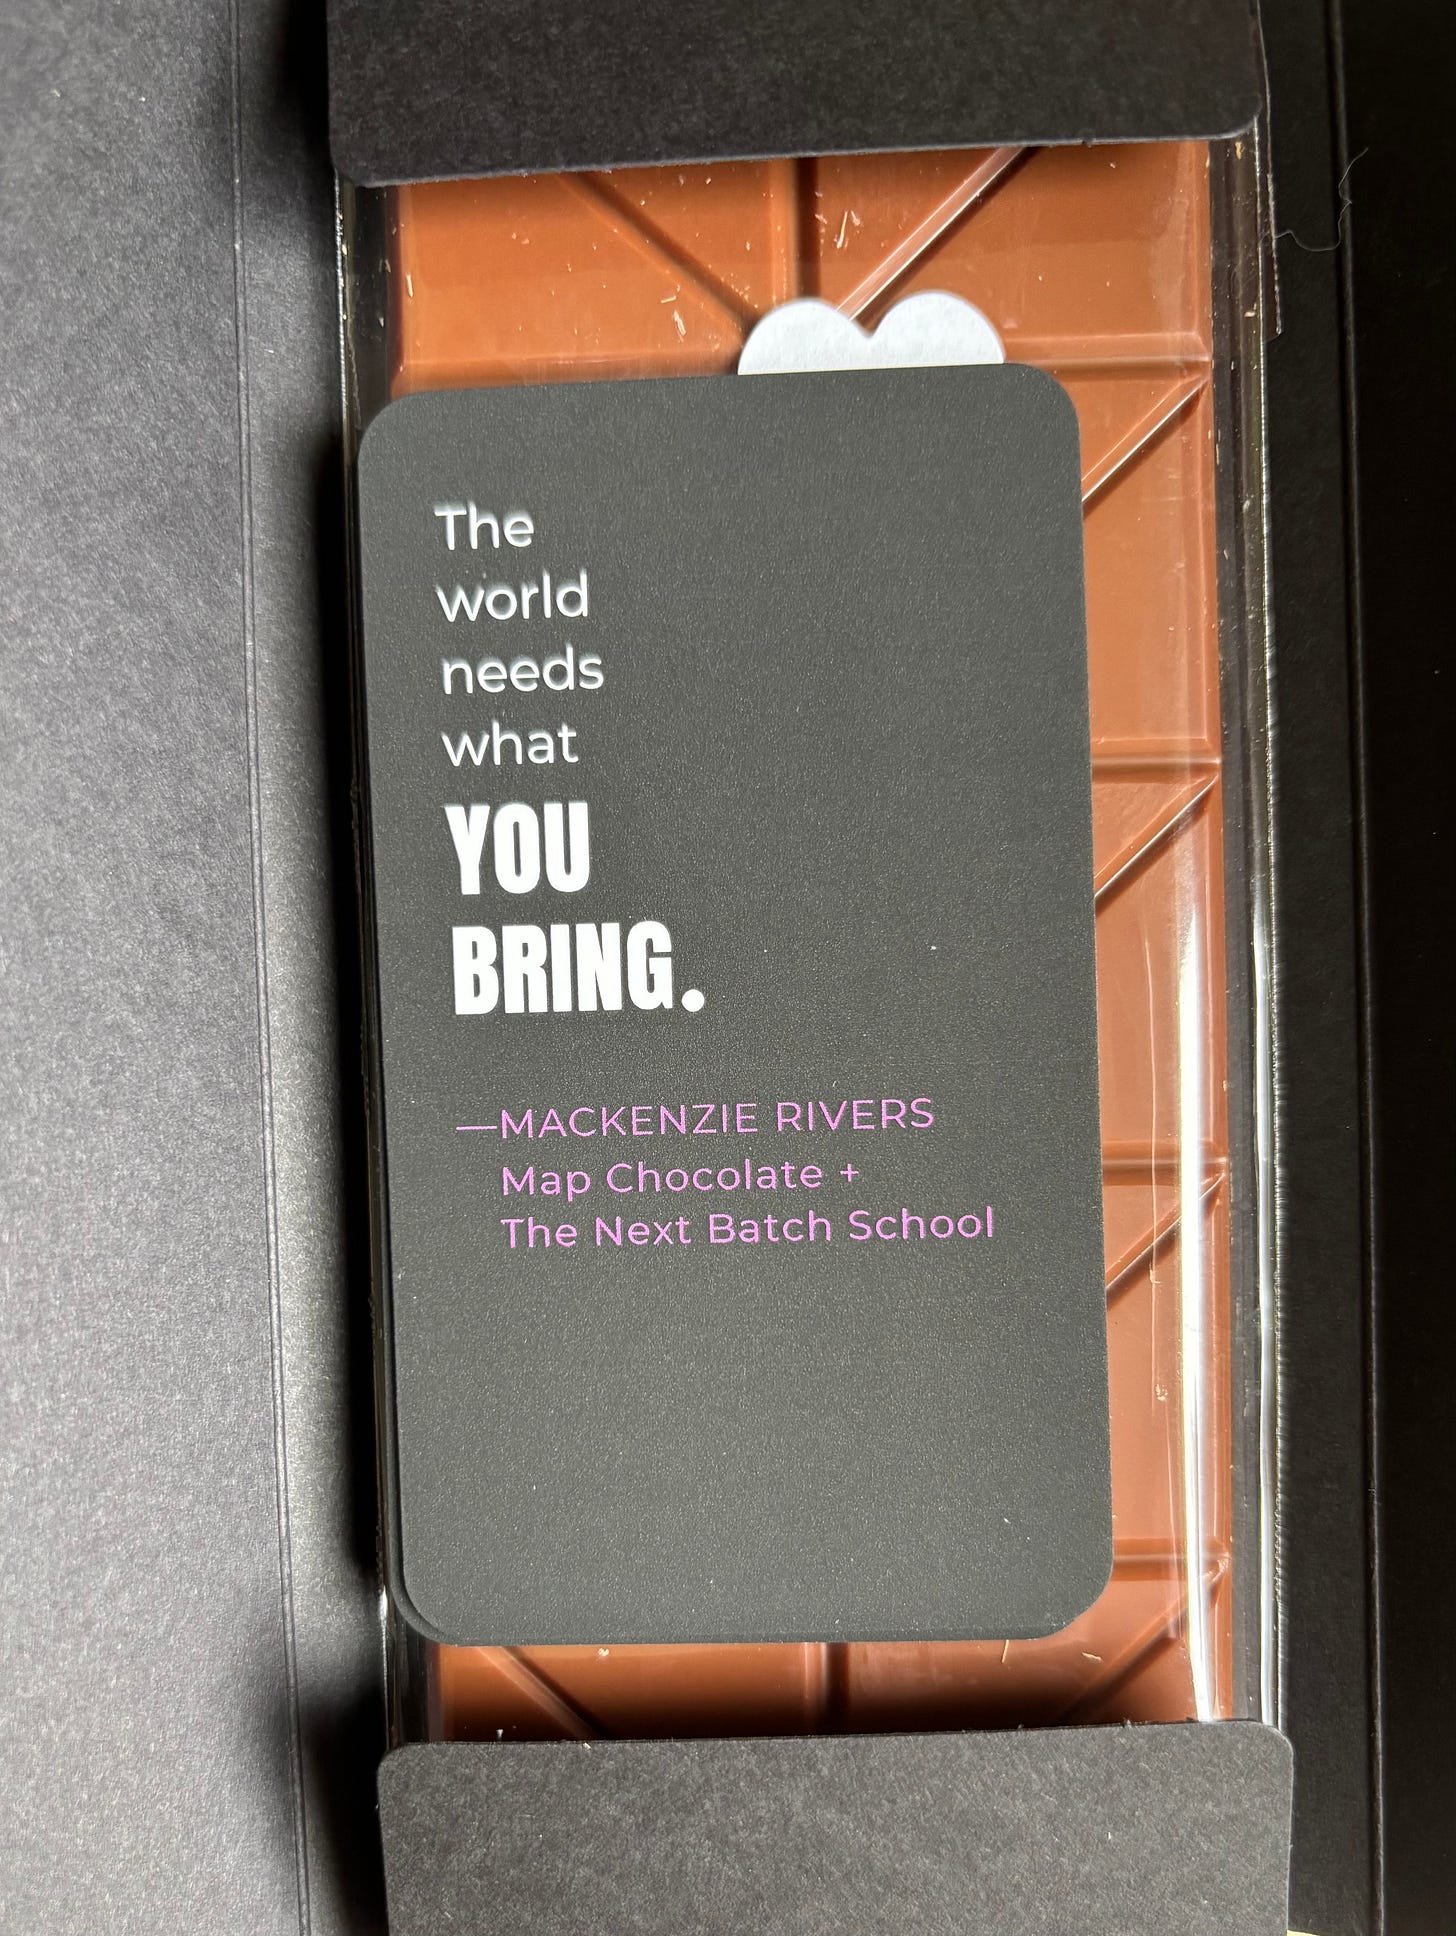 The
world
needs
what
YOU
BRING.
—MACKENZIE RIVERS
Map Chocolate +
The Next Batch School